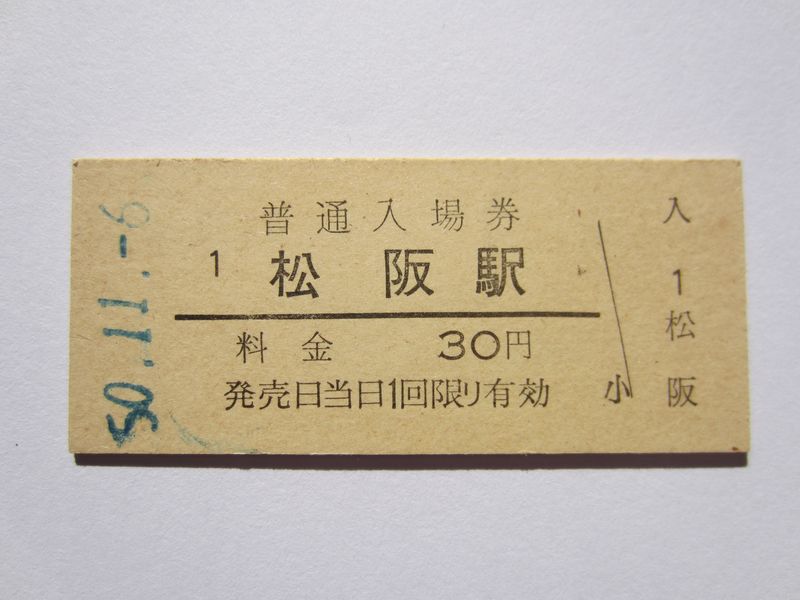 普通入場券
1 松阪駅
料金 30円
発売日当日1回限り有効
小
入
1
松
阪
50.11.-6